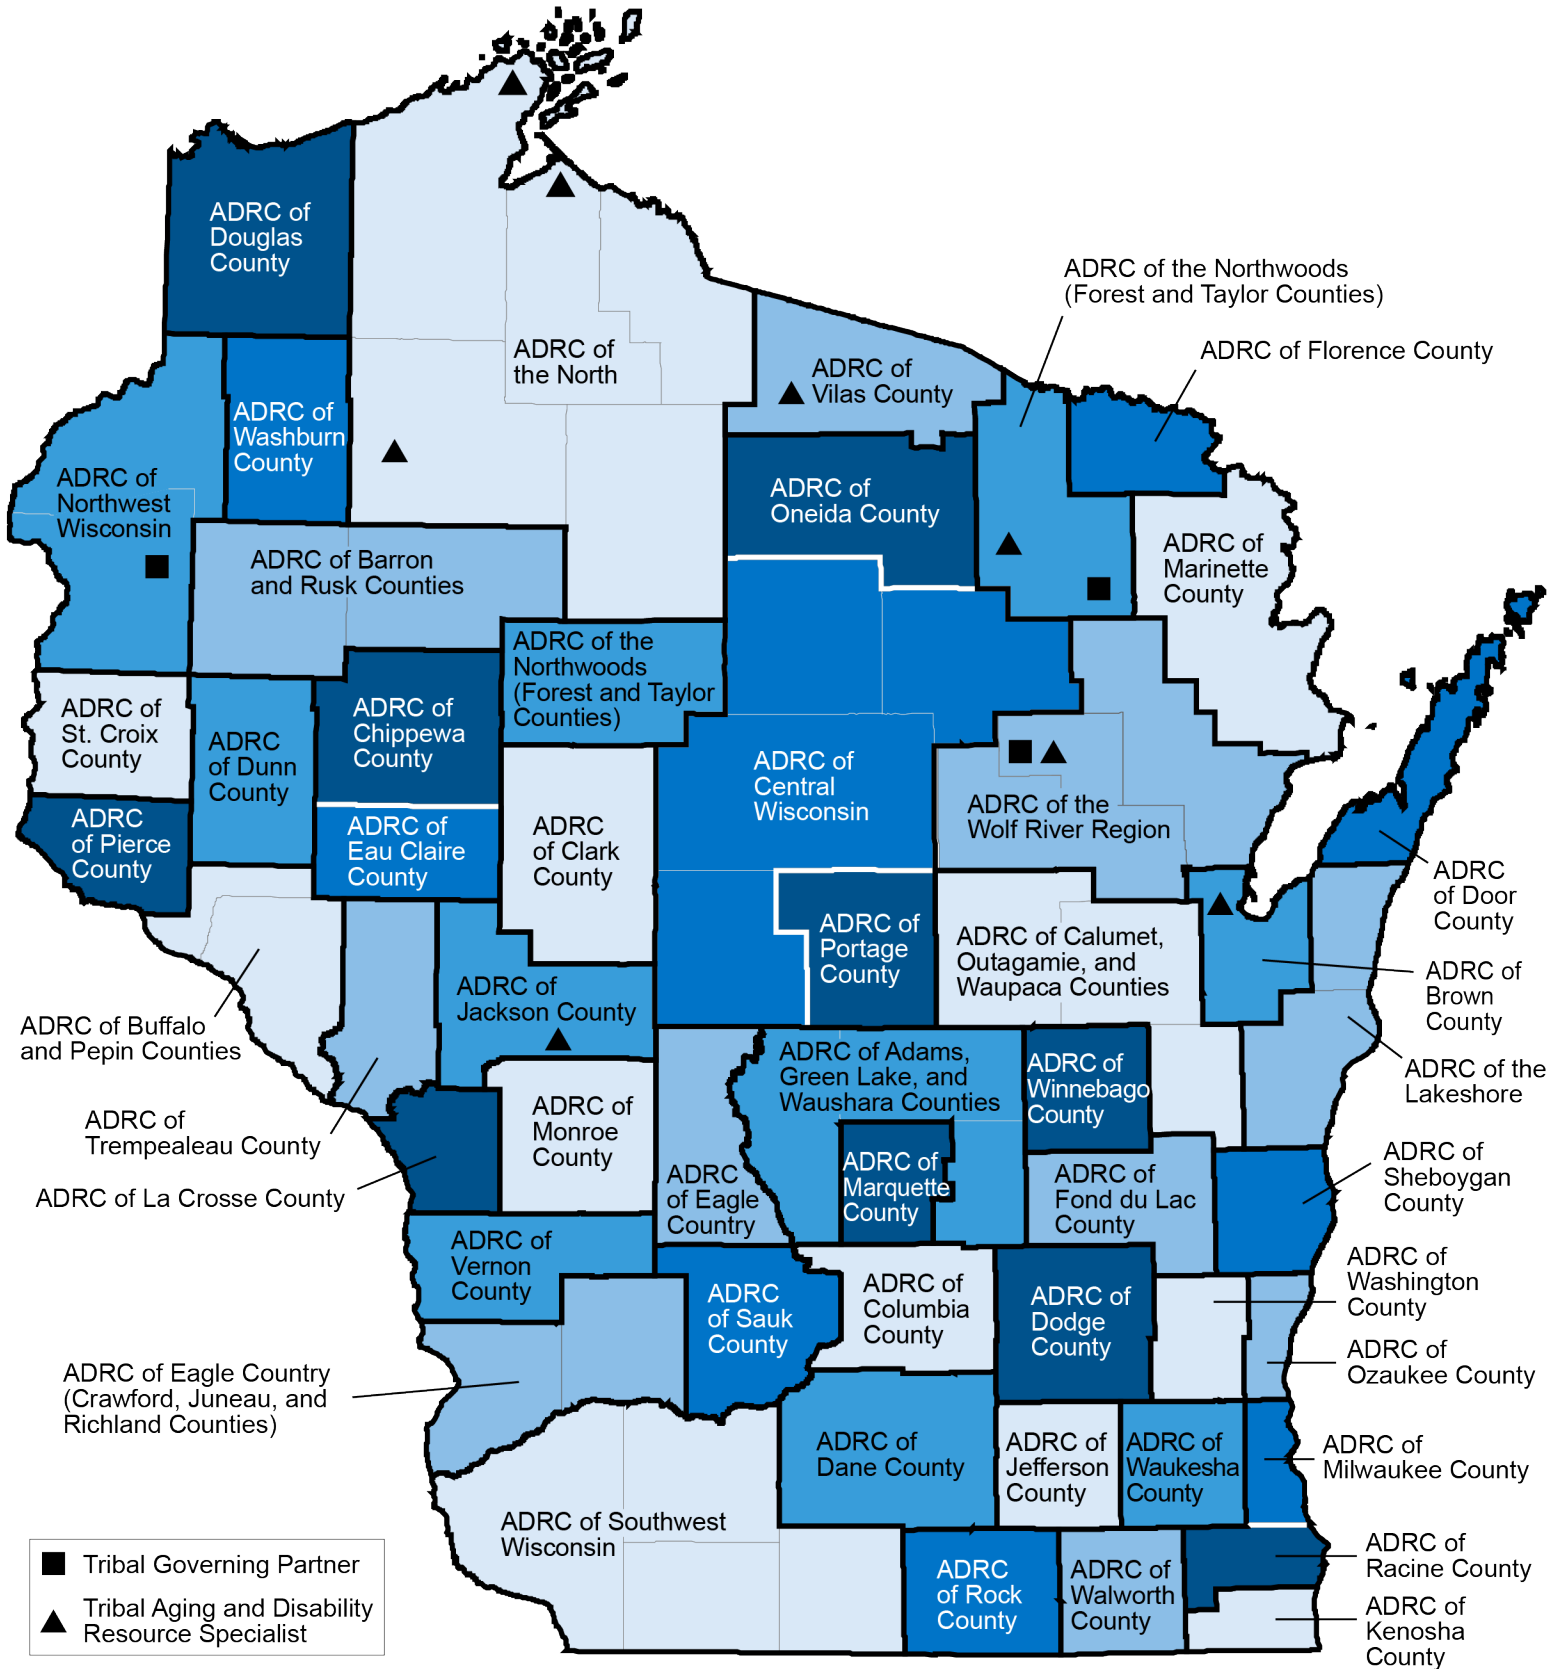 ADRC of
Douglas
County
ADRC of the Northwoods
(Forest and Taylor Counties)
ADRC of Florence County
ADRC of
the North
ADRC of
Vilas County
ADRC of
Washburn
County
ADRC of
Northwest
Wisconsin
ADRC of
Oneida County
ADRC of Barron
and Rusk Counties
ADRC of
Marinette
County
ADRC of the
Northwoods
(Forest and Taylor
Counties)
ADRC of
St. Croix
County
ADRC
of Dunn
County
ADRC of
Chippewa
County
ADRC of
Central
Wisconsin
ADRC of the
Wolf River Region
ADRC
of Pierce
County
ADRC of
Eau Claire
County
ADRC
of Clark
County
ADRC
of Door
County
ADRC of
Portage
County
ADRC of Calumet,
Outagamie, and
Waupaca Counties
ADRC of
Brown
County
ADRC of
Jackson County
ADRC of Buffalo
and Pepin Counties
ADRC of Adams,
Green Lake, and
Waushara Counties
ADRC of
Winnebago
County
ADRC of the
Lakeshore
ADRC of
Trempealeau County
ADRC of
Monroe
County
ADRC
of Eagle
Country
ADRC of
Marquette
County
ADRC of
Fond du Lac
County
ADRC of
Sheboygan
County
ADRC of La Crosse County
ADRC of
Vernon
County
ADRC
of Sauk
County
ADRC of
Columbia
County
ADRC of
Dodge
County
ADRC of
Washington
County
ADRC of
Ozaukee County
ADRC of Eagle Country
(Crawford, Juneau, and
Richland Counties)
ADRC of
Dane County
ADRC of
Jefferson
County
ADRC of
Waukesha
County
ADRC of
Milwaukee County
ADRC of Southwest
Wisconsin
ADRC
of Rock
County
ADRC of
Walworth
County
ADRC of
Racine County
ADRC of
Kenosha
County
Tribal Governing Partner
Tribal Aging and Disability
Resource Specialist